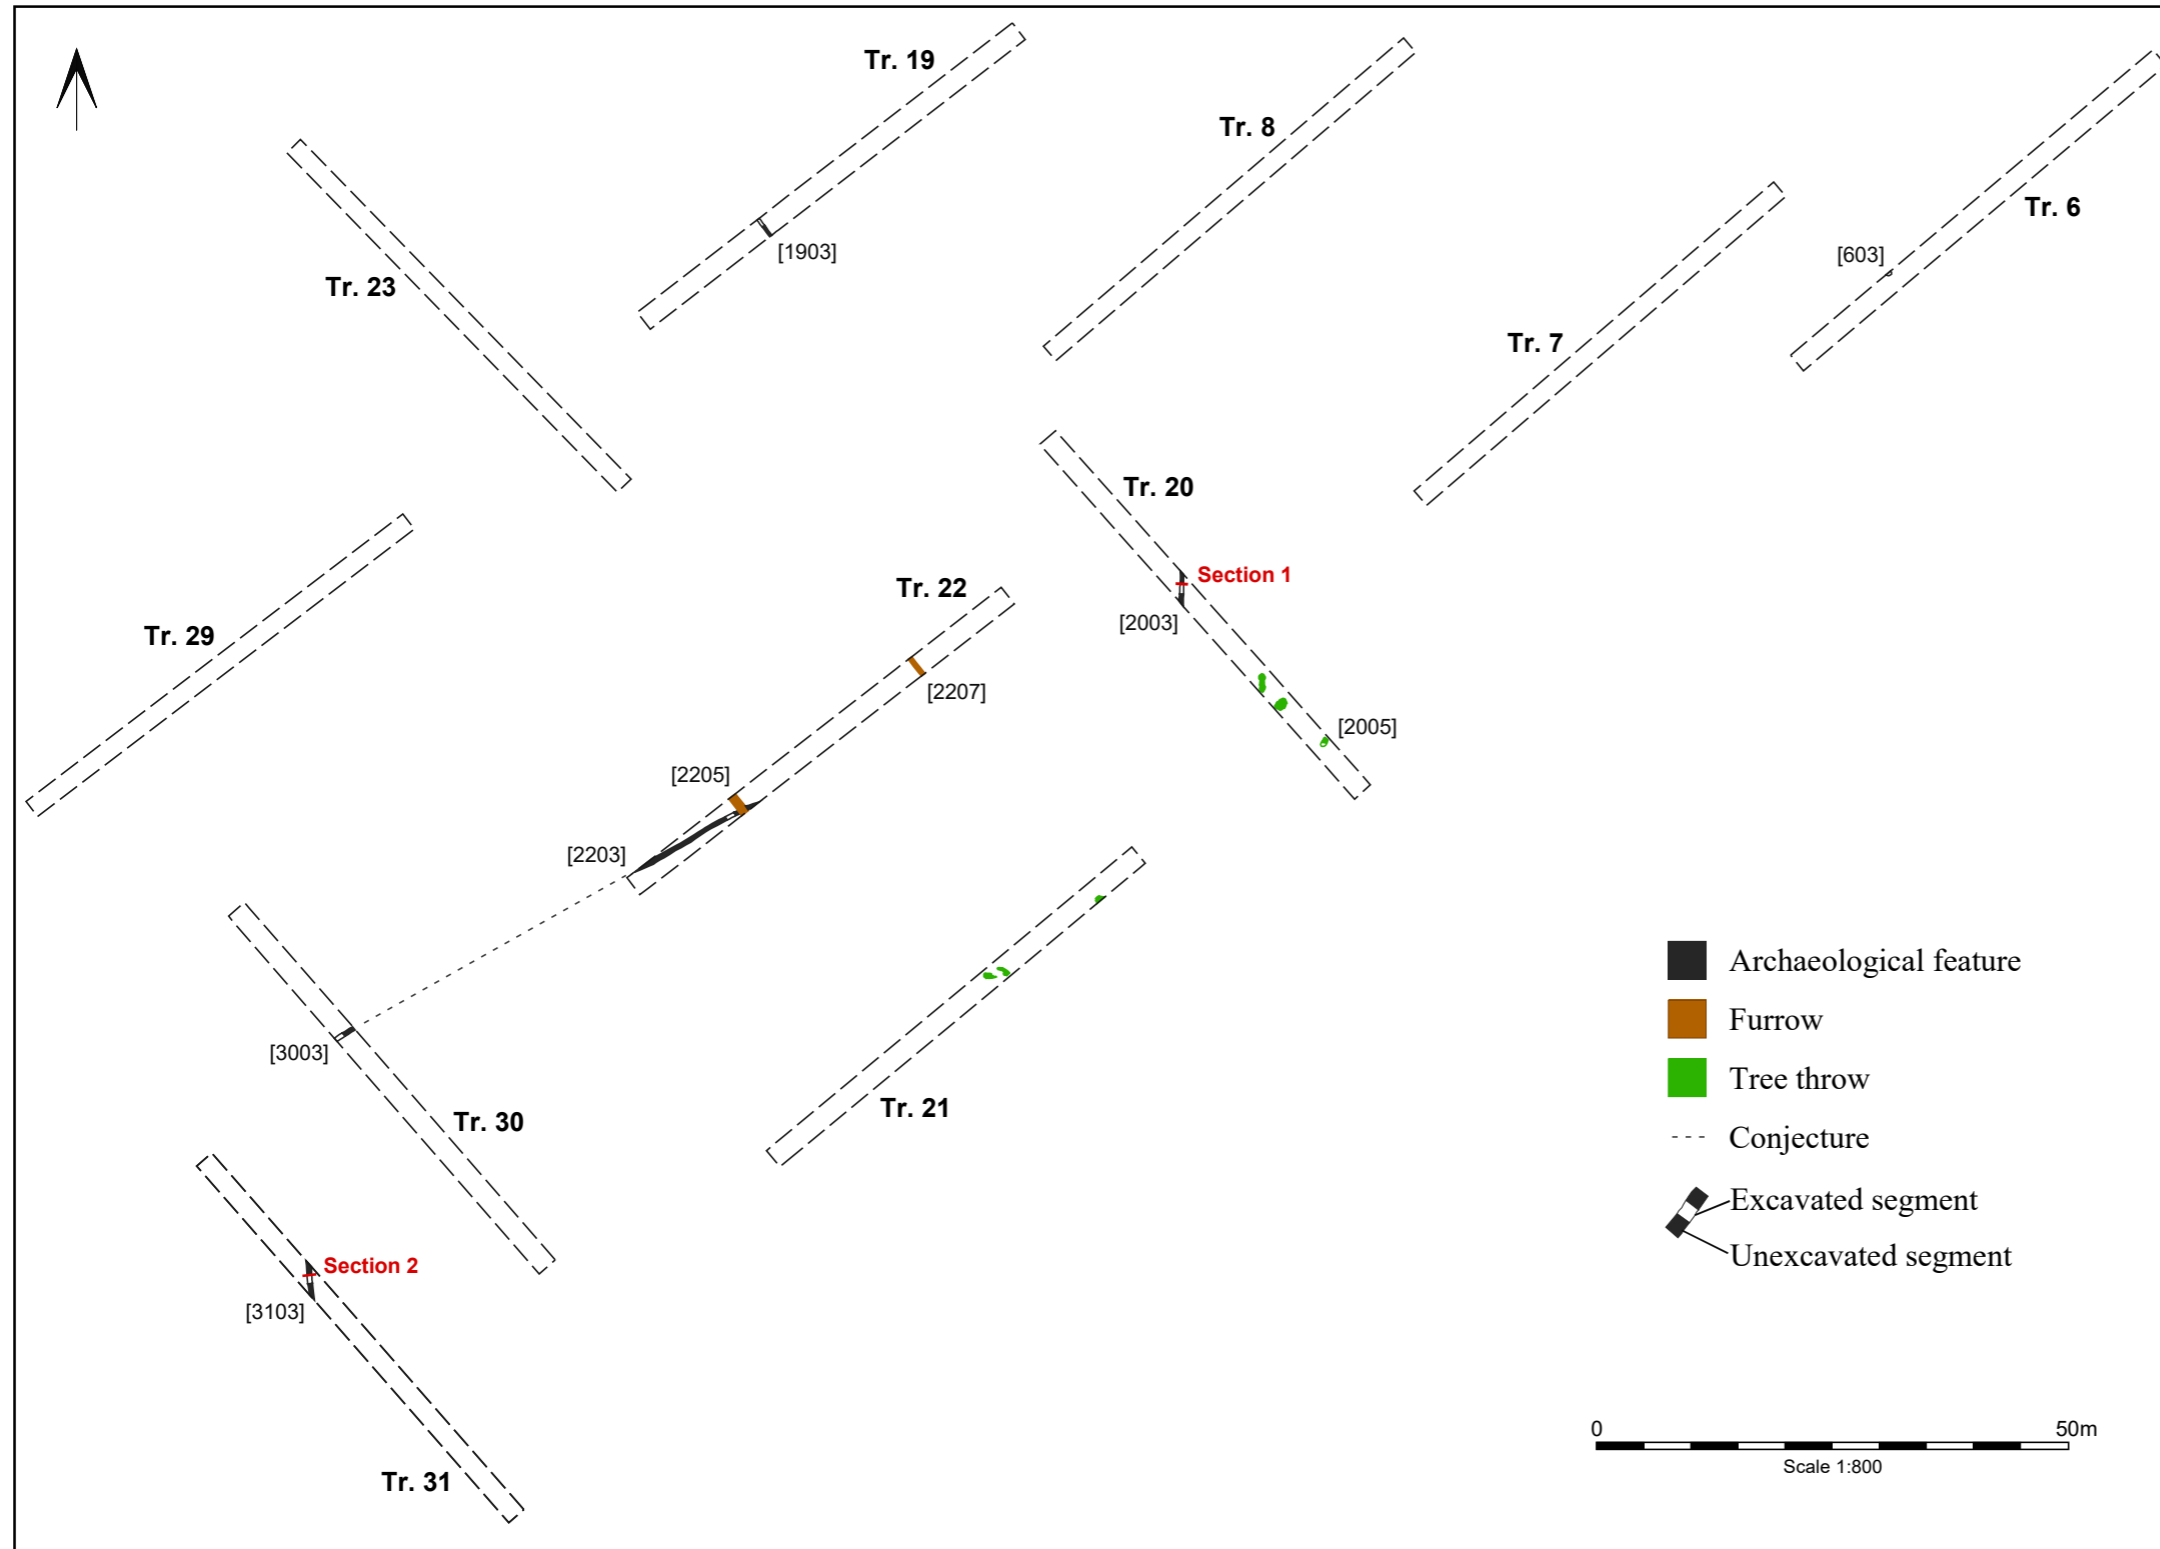 Tr. 19
Tr. 8
Tr. 6
[1903]
[603]
Tr. 23
Tr. 7
Tr. 20
Section 1
[2003]
Tr. 22
Tr. 29
[2207]
[2005]
[2205]
[2203]
[3003]
Tr. 30
Tr. 21
Section 2
[3103]
Tr. 31
Archaeological feature
Furrow
Tree throw
Conjecture
Excavated segment
Unexcavated segment
0 50m
Scale 1:800